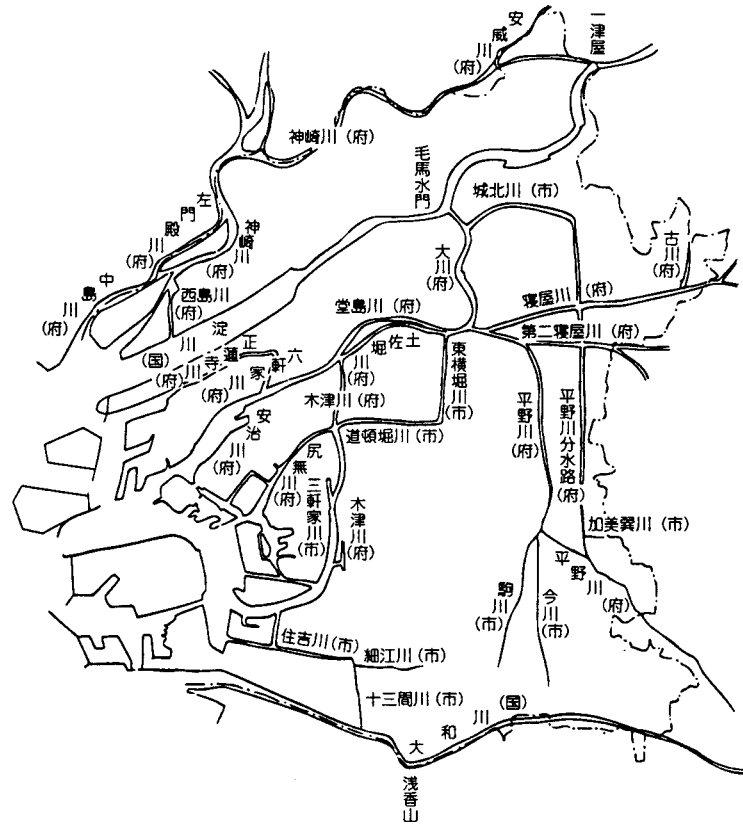 安威川(府)
一津屋
神崎川(府)
毛馬水門
城北川(市)
左門殿川(府)
神崎川(府)
大川(府)
古川(府)
中島川(府)
西島川(府)
堂島川(府)
寝屋川(府)
淀川(国)
正蓮寺川(府)
六軒家川(府)
土佐堀川(府)
第二寝屋川(府)
東横堀川(市)
木津川(府)
安治川(府)
道頓堀川(市)
平野川(府)
平野川分水路(府)
尻無川(府)
三軒家川(市)
木津川(府)
加美巽川(市)
平野川(府)
駒川(市)
今川(市)
住吉川(市)
細江川(市)
十三間川(市)
大和川(国)
浅香山